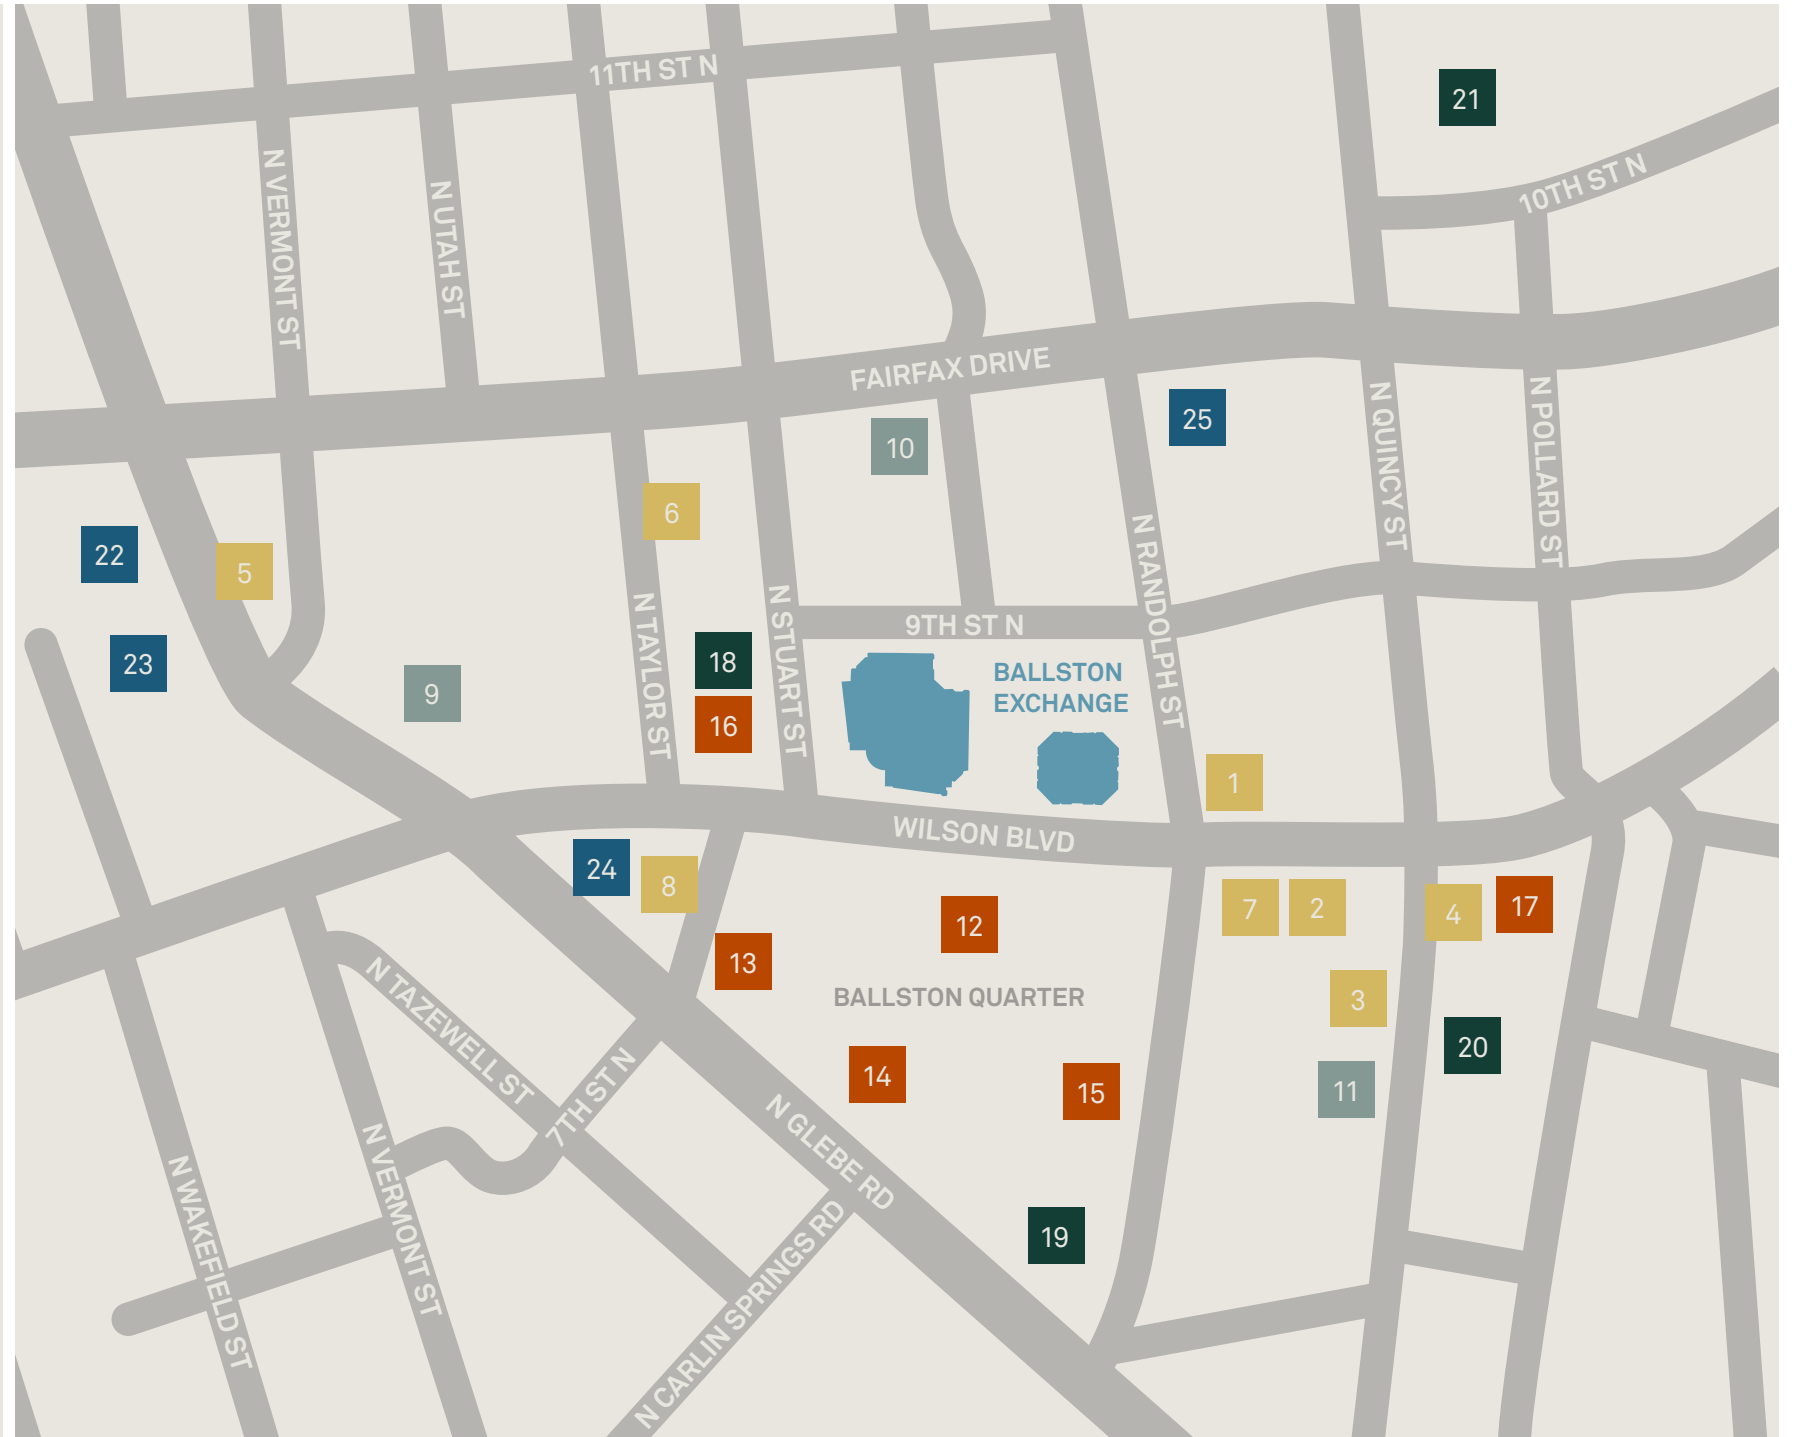 11TH ST N
21
N VERMONT ST
N UTAH ST
10TH ST N
FAIRFAX DRIVE
N QUINCY ST
N POLLARD ST
25
10
6
22
5
N RANDOLPH ST
N TAYLOR ST
N STUART ST
9TH ST N
23
9
18
16
BALLSTON
EXCHANGE
1
WILSON BLVD
24
8
7
2
4
17
12
13
BALLSTON QUARTER
3
N TAZEWELL ST
7TH ST N
14
15
11
20
N GLEBE RD
N WAKEFIELD ST
N VERMONT ST
19
N CARLIN SPRINGS RD